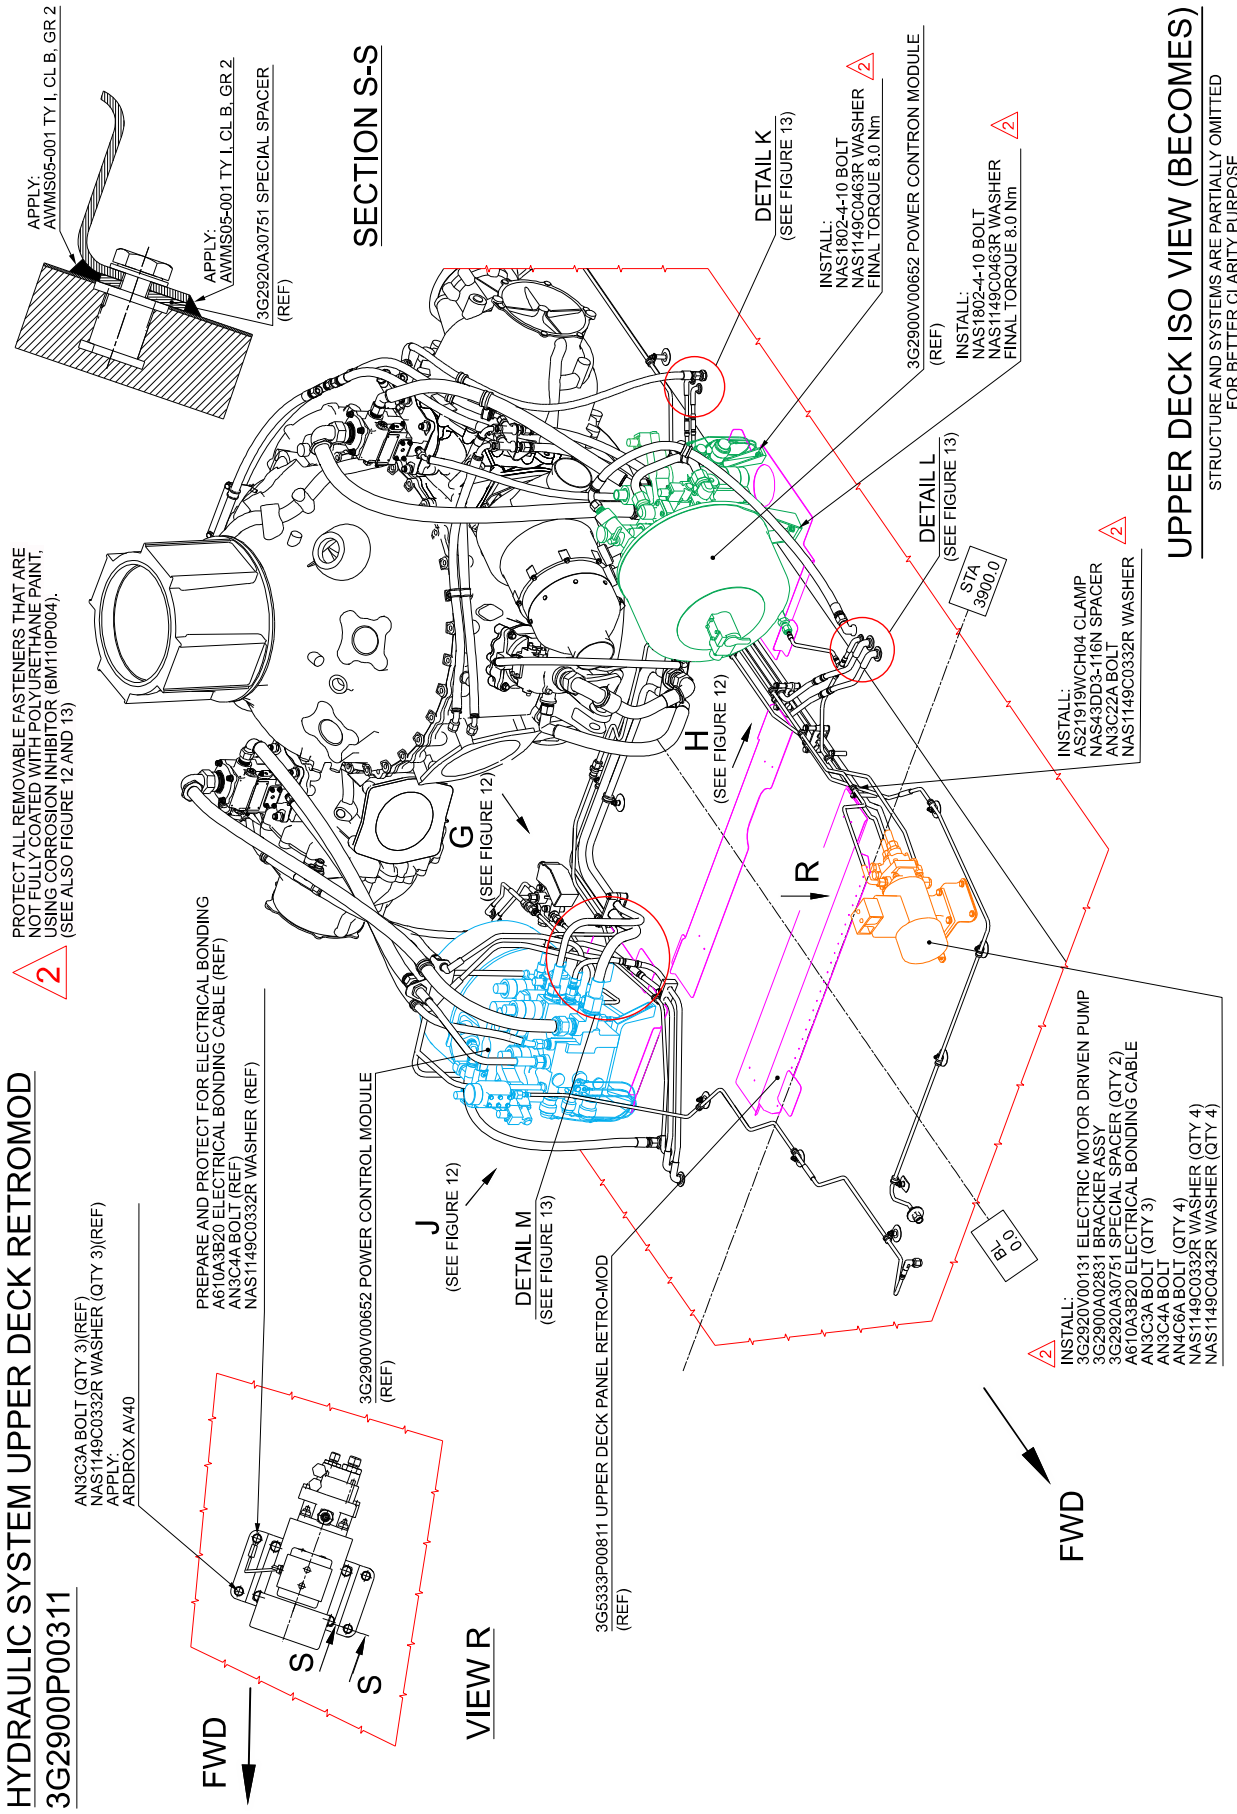 HYDRAULIC SYSTEM UPPER DECK RETROMOD
3G2900P00311
2
PROTECT ALL REMOVABLE FASTENERS THAT ARE
NOT FULLY COATED WITH POLYURETHANE PAINT,
USING CORROSION INHIBITOR (BM110P004).
(SEE ALSO FIGURE 12 AND 13)
APPLY:
AWMS05-001 TY I, CL B, GR 2
APPLY:
AWMS05-001 TY I, CL B, GR 2
3G2920A30751 SPECIAL SPACER
(REF)
SECTION S-S
AN3C3A BOLT (QTY 3)(REF)
NAS1149C0332R WASHER (QTY 3)(REF)
APPLY:
ARDROX AV40
PREPARE AND PROTECT FOR ELECTRICAL BONDING
A610A3B20 ELECTRICAL BONDING CABLE (REF)
AN3C4A BOLT (REF)
NAS1149C0332R WASHER (REF)
3G2900V00652 POWER CONTROL MODULE
(REF)
FWD
S
S
VIEW R
J
(SEE FIGURE 12)
DETAIL M
(SEE FIGURE 13)
3G5333P00811 UPPER DECK PANEL RETRO-MOD
(REF)
G
(SEE FIGURE 12)
H
(SEE FIGURE 12)
R
DETAIL K
(SEE FIGURE 13)
INSTALL:
NAS1802-4-10 BOLT
NAS1149C0463R WASHER
FINAL TORQUE 8.0 Nm
2
3G2900V00652 POWER CONTRON MODULE
(REF)
INSTALL:
NAS1802-4-10 BOLT
NAS1149C0463R WASHER
FINAL TORQUE 8.0 Nm
2
DETAIL L
(SEE FIGURE 13)
STA
3900.0
BL
0.0
INSTALL:
AS21919WCH04 CLAMP
NAS43DD3-116N SPACER
AN3C22A BOLT
NAS1149C0332R WASHER
2
2
INSTALL:
3G2920V00131 ELECTRIC MOTOR DRIVEN PUMP
3G2900A02831 BRACKER ASSY
3G2920A30751 SPECIAL SPACER (QTY 2)
A610A3B20 ELECTRICAL BONDING CABLE
AN3C3A BOLT (QTY 3)
AN3C4A BOLT
AN4C6A BOLT (QTY 4)
NAS1149C0332R WASHER (QTY 4)
NAS1149C0432R WASHER (QTY 4)
FWD
UPPER DECK ISO VIEW (BECOMES)
STRUCTURE AND SYSTEMS ARE PARTIALLY OMITTED
FOR BETTER CLARITY PURPOSE